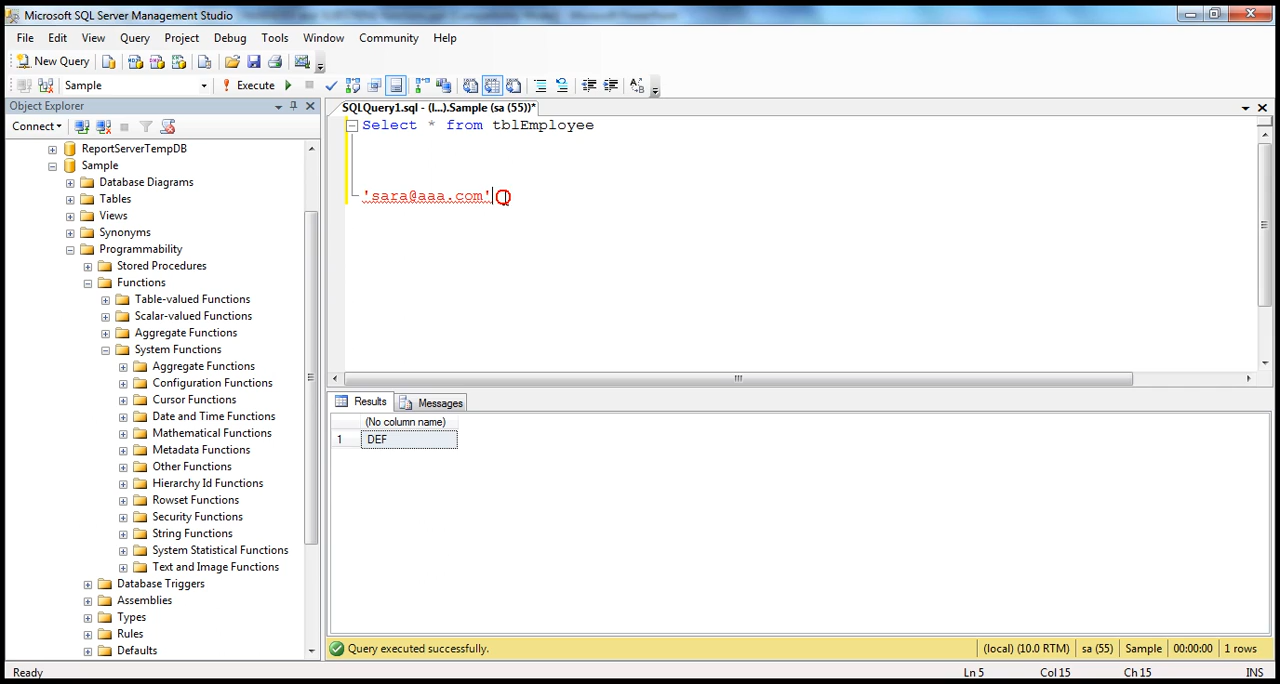 Microsoft SQL Server Management Studio
File Edit View Query Project Debug Tools Window Community Help
New Query
Sample Execute
Object Explorer
Connect
ReportServerTempDB
Sample
Database Diagrams
Tables
Views
Synonyms
Programmability
Stored Procedures
Functions
Table-valued Functions
Scalar-valued Functions
Aggregate Functions
System Functions
Aggregate Functions
Configuration Functions
Cursor Functions
Date and Time Functions
Mathematical Functions
Metadata Functions
Other Functions
Hierarchy Id Functions
Rowset Functions
Security Functions
String Functions
System Statistical Functions
Text and Image Functions
Database Triggers
Assemblies
Types
Rules
Defaults
SQLQuery1.sql - (l...).Sample (sa (55))*
Select * from tblEmployee
'sara@aaa.com'
Results Messages
(No column name)
1 DEF
Query executed successfully. (local) (10.0 RTM) sa (55) Sample 00:00:00 1 rows
Ready Ln 5 Col 15 Ch 15 INS